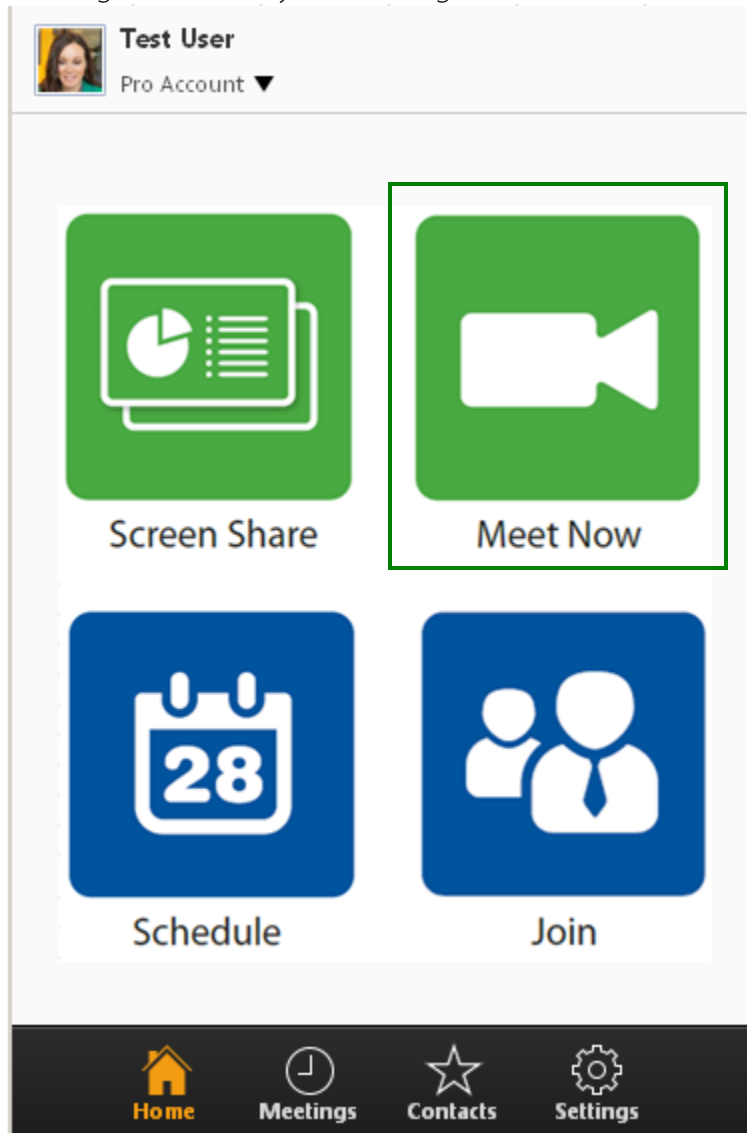 Test User
Pro Account ▼
Screen Share
Meet Now
28
Schedule
Join
Home
Meetings
Contacts
Settings